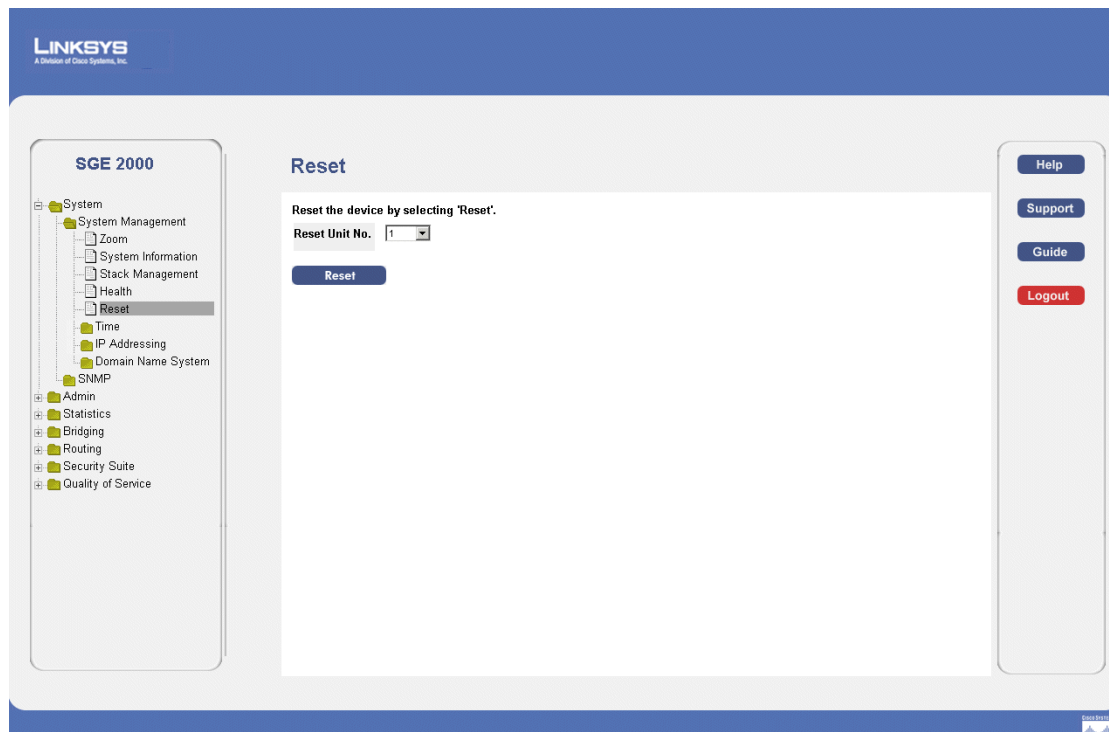 LINKSYS
A Division of Cisco Systems, Inc.
SGE 2000
System
System Management
Zoom
System Information
Stack Management
Health
Reset
Time
IP Addressing
Domain Name System
SNMP
Admin
Statistics
Bridging
Routing
Security Suite
Quality of Service
Reset
Reset the device by selecting 'Reset'.
Reset Unit No. 1
Reset
Help
Support
Guide
Logout